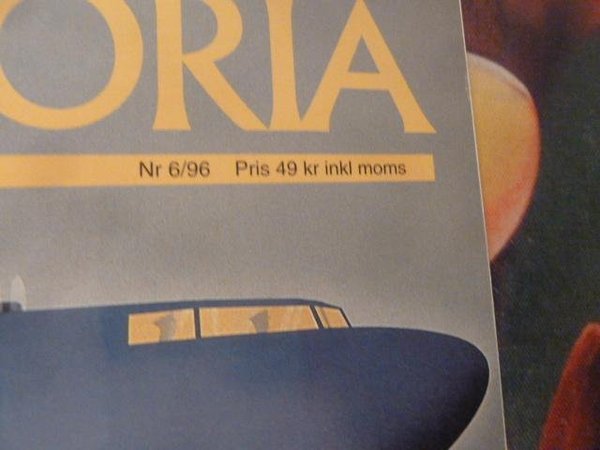 ORIA
Nr 6/96 Pris 49 kr inkl moms